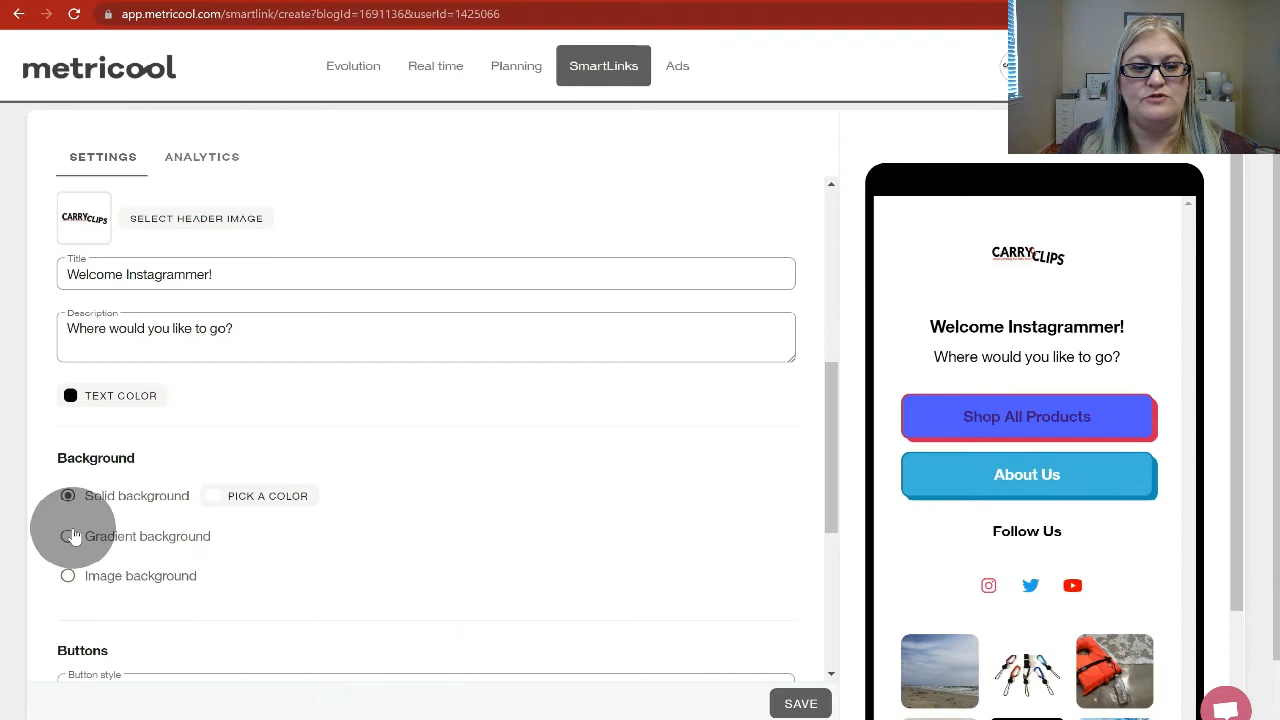 app.metricool.com/smartlink/create?blogId=1691136&userId=1425066
metricool
Evolution
Real time
Planning
SmartLinks
Ads
SETTINGS
ANALYTICS
CARRYCLIPS
SELECT HEADER IMAGE
Title
Welcome Instagrammer!
Description
Where would you like to go?
TEXT COLOR
Background
Solid background
PICK A COLOR
Gradient background
Image background
Buttons
Button style
SAVE
CARRYCLIPS
Welcome Instagrammer!
Where would you like to go?
Shop All Products
About Us
Follow Us